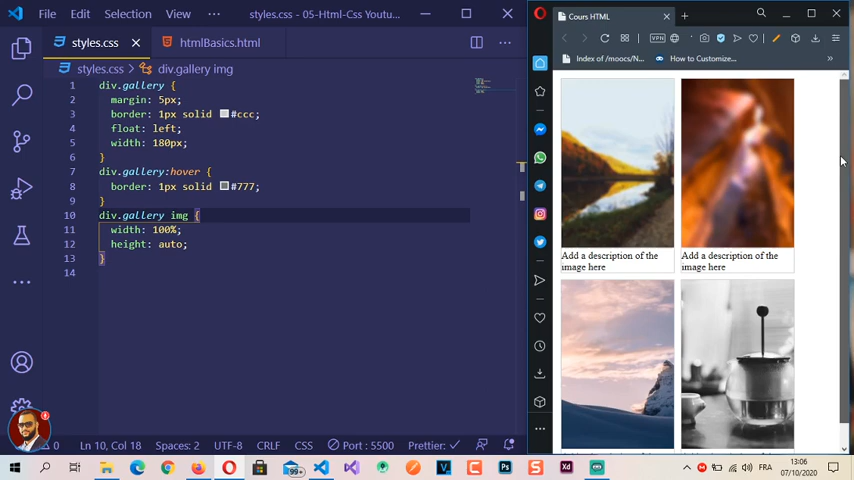 File Edit Selection View ··· styles.css - 05-Html-Css Youtu...
styles.css
htmlBasics.html
styles.css > div.gallery img
1 div.gallery {
2 margin: 5px;
3 border: 1px solid #ccc;
4 float: left;
5 width: 180px;
6 }
7 div.gallery:hover {
8 border: 1px solid #777;
9 }
10 div.gallery img {
11 width: 100%;
12 height: auto;
13 }
14
0 Ln 10, Col 18 Spaces: 2 UTF-8 CRLF CSS Port : 5500 Prettier: ✓
Cours HTML
VPN
Index of /moocs/N...
How to Customize...
Add a description of the
image here
Add a description of the
image here
99+
FRA
13:06
07/10/2020